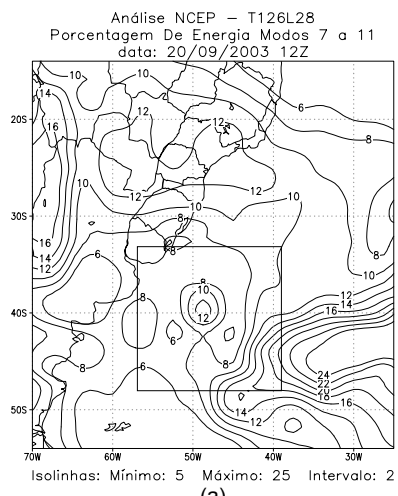 Análise NCEP – T126L28
Porcentagem De Energia Modos 7 a 11
data: 20/09/2003 12Z
10 10 6
14
12 12
16
20S
8
10 12 12
10
8
30S
8
16
14
12
6
10
8
12
14
16
8 10
40S
12
6
8
6
8
24
22
20
18
16
14
12
50S
70W 60W 50W 40W 30W
Isolinhas: Mínimo: 5 Máximo: 25 Intervalo: 2
(a)